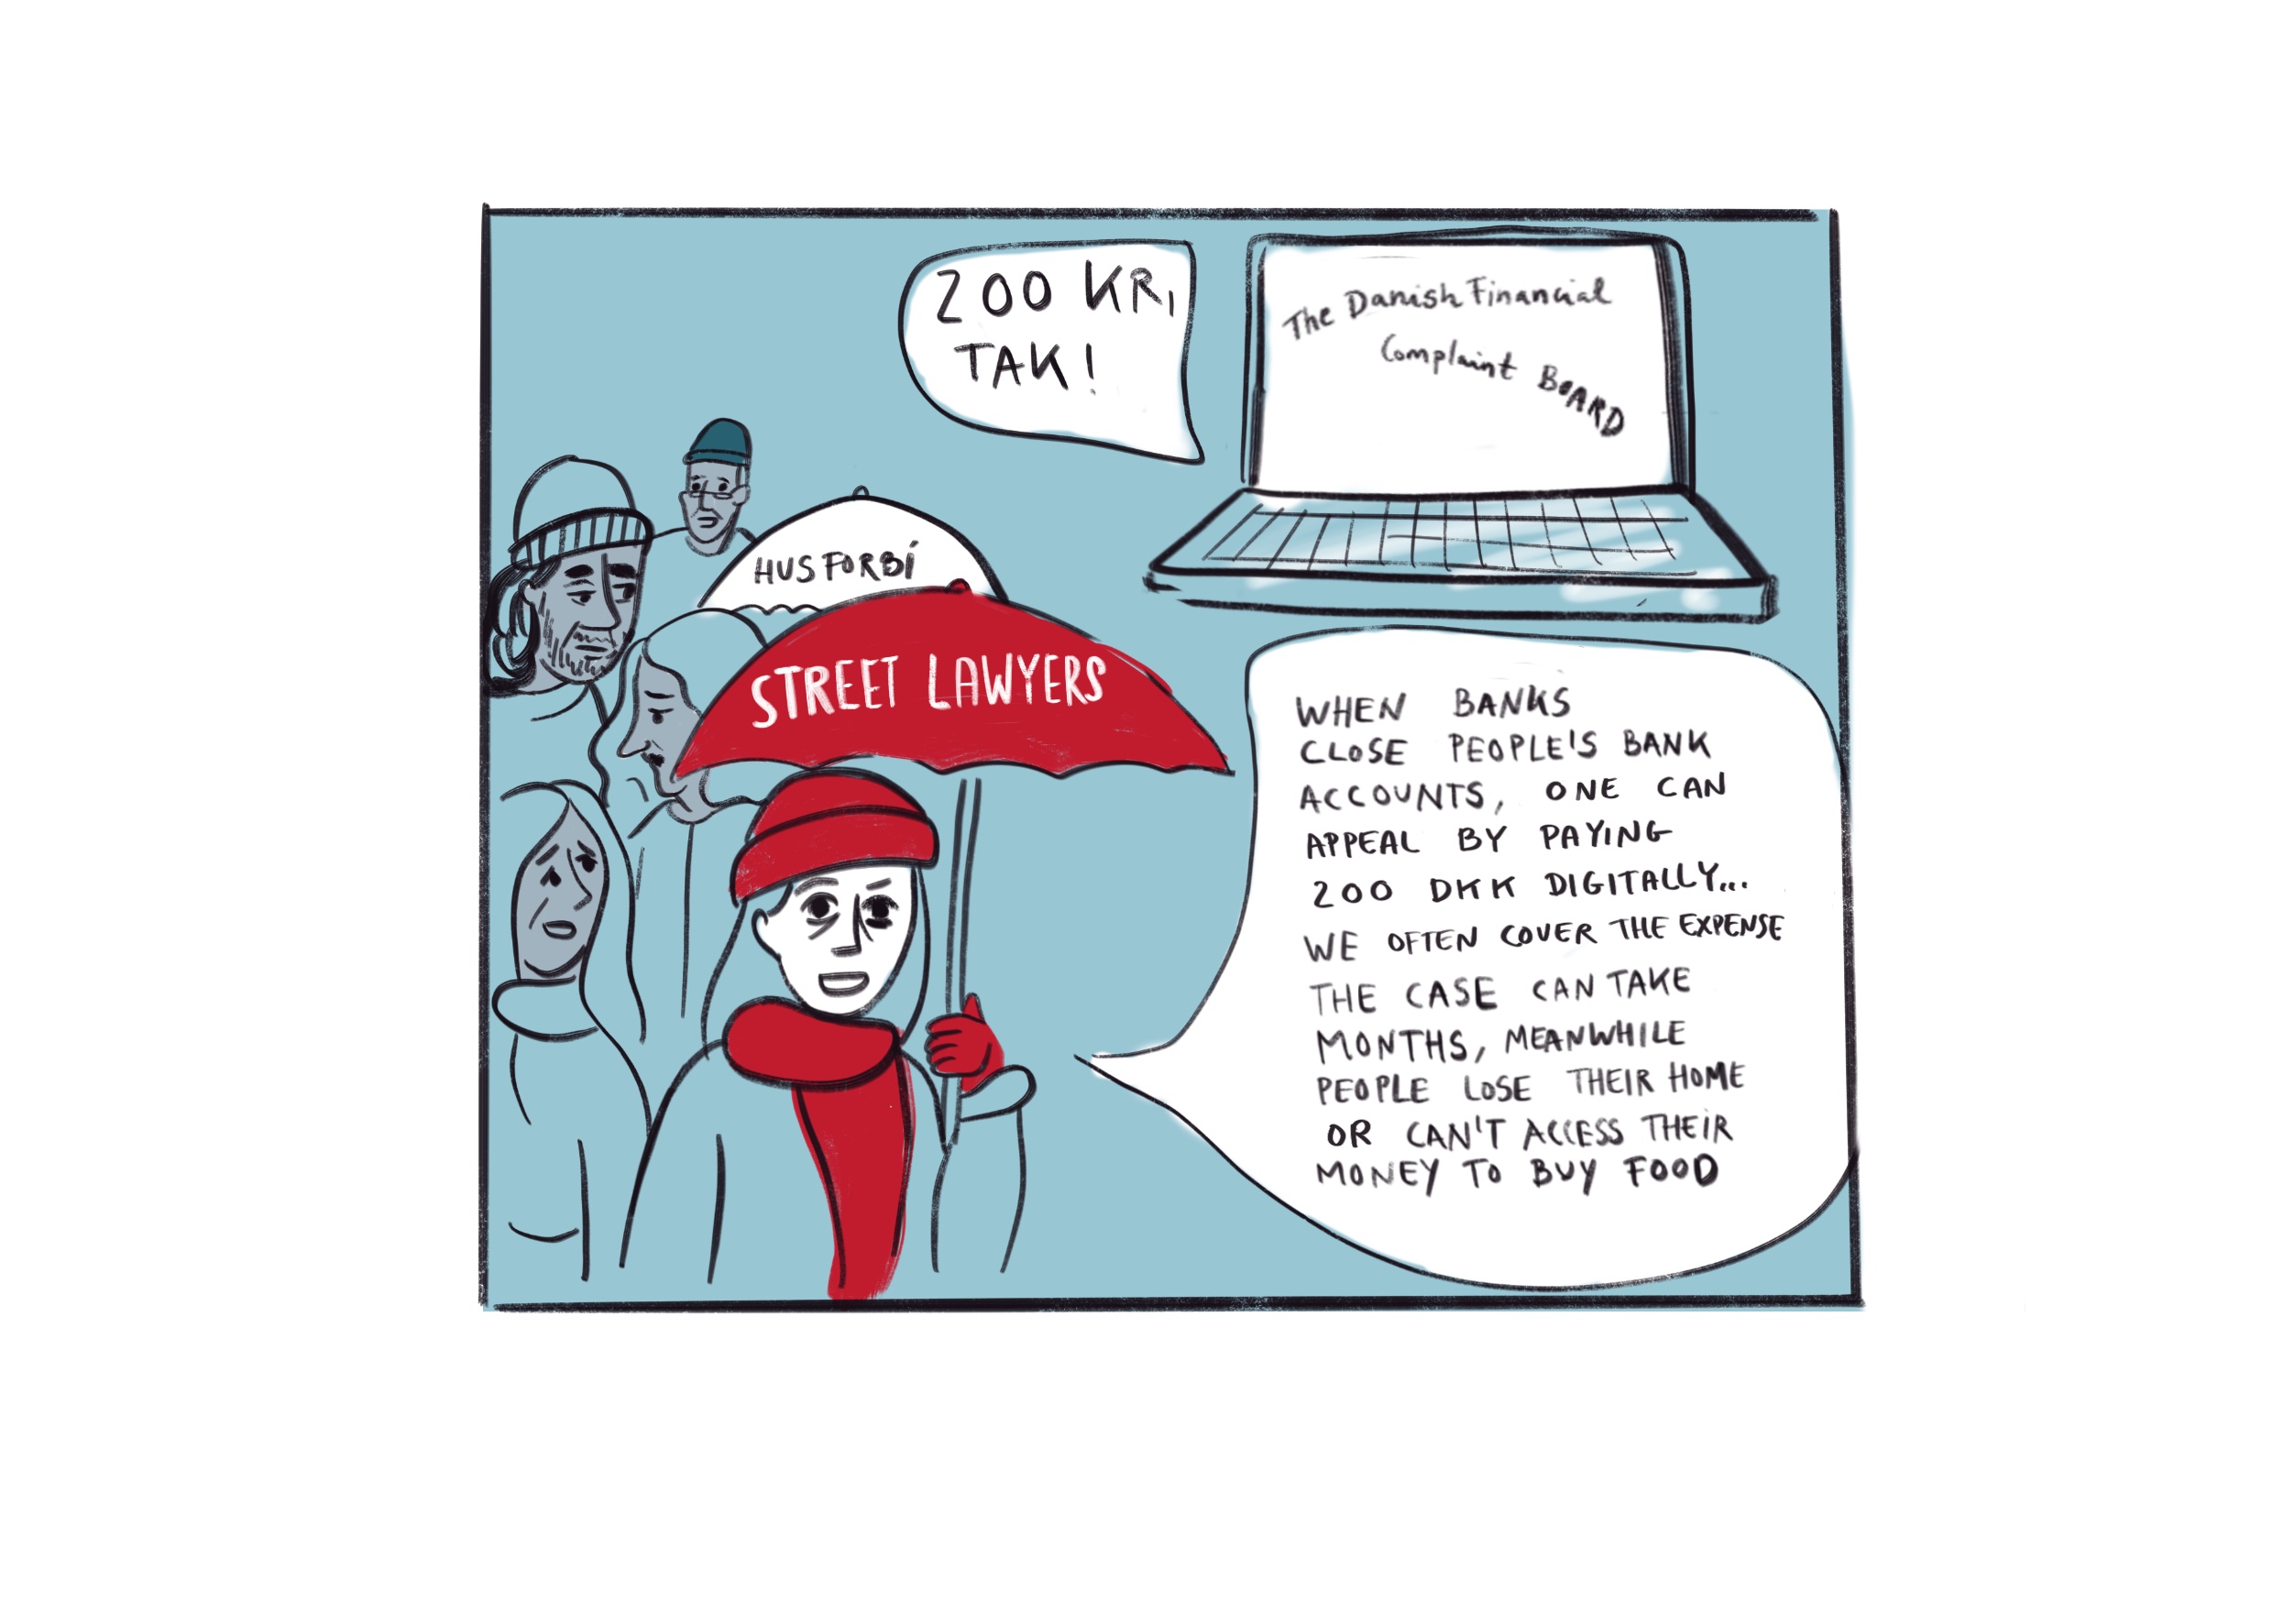 200 KR,
TAK!
The Danish Financial
Complaint BOARD
HUS FORBI
STREET LAWYERS
WHEN BANKS
CLOSE PEOPLE'S BANK
ACCOUNTS, ONE CAN
APPEAL BY PAYING
200 DKK DIGITALLY...
WE OFTEN COVER THE EXPENSE
THE CASE CAN TAKE
MONTHS, MEANWHILE
PEOPLE LOSE THEIR HOME
OR CAN'T ACCESS THEIR
MONEY TO BUY FOOD